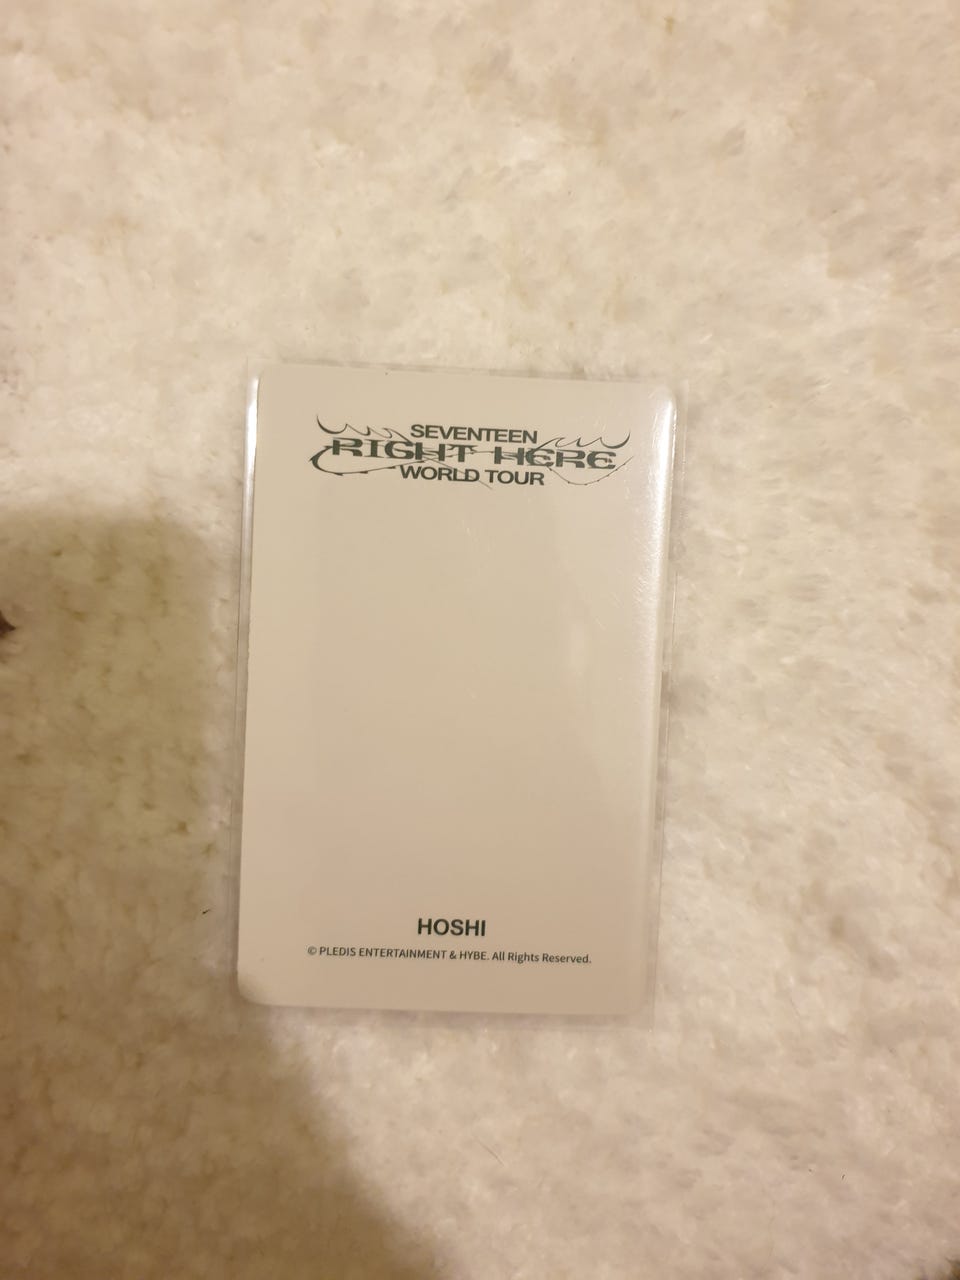 SEVENTEEN
RIGHT HERE
WORLD TOUR
HOSHI
© PLEDIS ENTERTAINMENT & HYBE. All Rights Reserved.